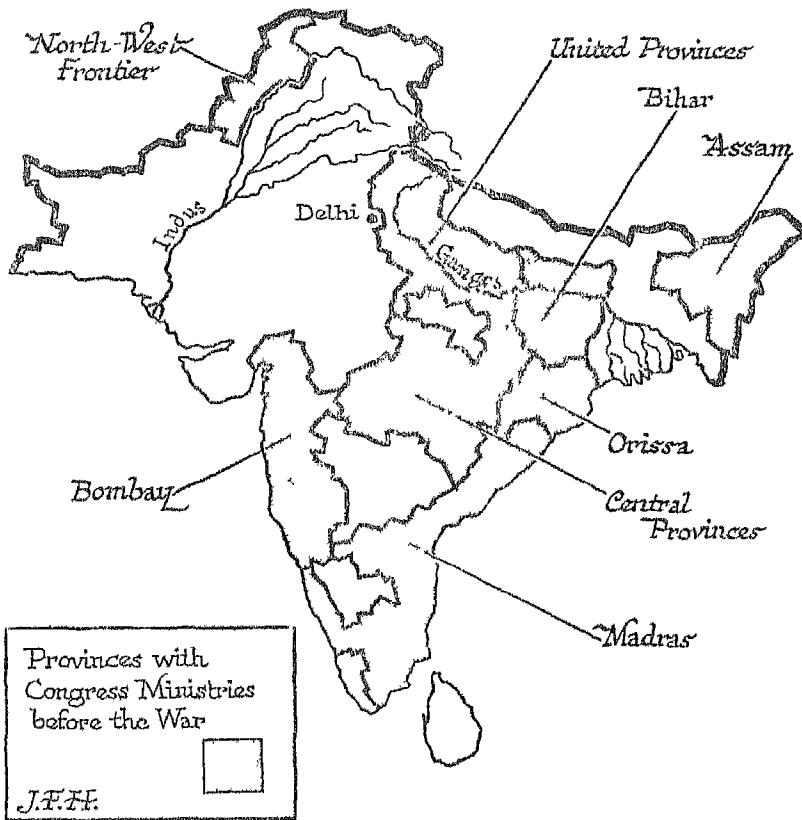 North-West
Frontier
United Provinces
Bihar
Assam
Indus
Delhi
Ganges
Bombay
Orissa
Central
Provinces
Madras
Provinces with
Congress Ministries
before the War
J.F.H.